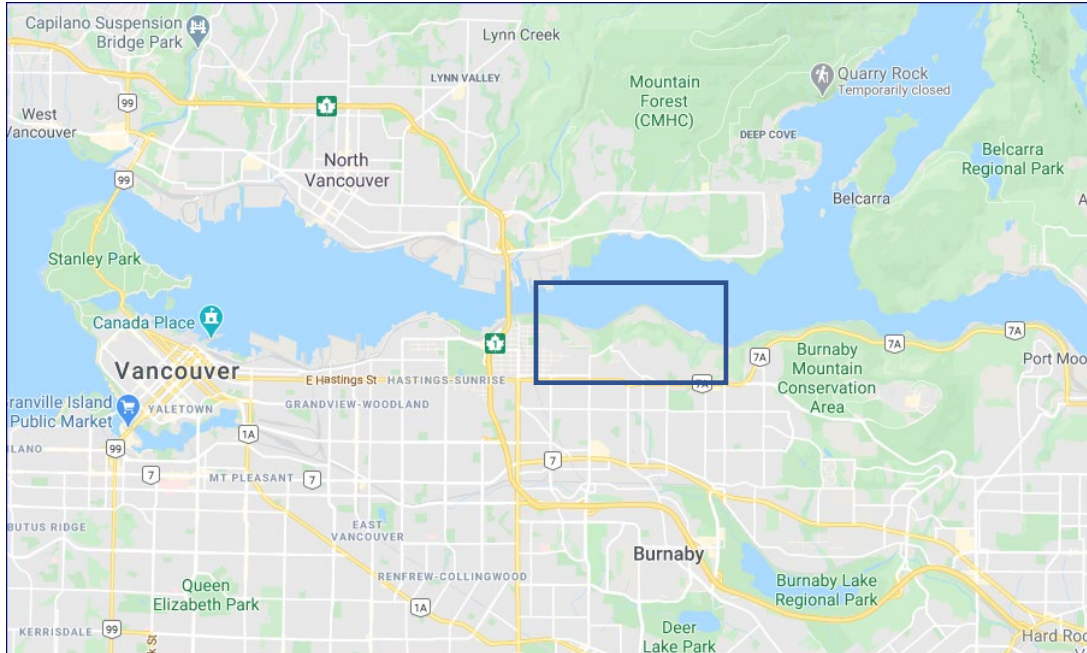 Capilano Suspension
Bridge Park
Lynn Creek
99
LYNN VALLEY
Mountain
Forest
(CMHC)
Quarry Rock
Temporarily closed
1
West
Vancouver
DEEP COVE
North
Vancouver
Belcarra
Regional Park
99
Belcarra
Stanley Park
Canada Place
1
7A
7A
7A
Vancouver
E Hastings St
HASTINGS-SUNRISE
7A
Burnaby
Mountain
Conservation
Area
Port Moo
ranville Island
Public Market
YALETOWN
GRANDVIEW-WOODLAND
1A
99
ILANO
7
MT PLEASANT
7
7
BUTUS RIDGE
EAST
VANCOUVER
Burnaby
RENFREW-COLLINGWOOD
Queen
Elizabeth Park
1A
Burnaby Lake
Regional Park
KERRISDALE
99
k St
Deer
Lake Park
Hard Roc